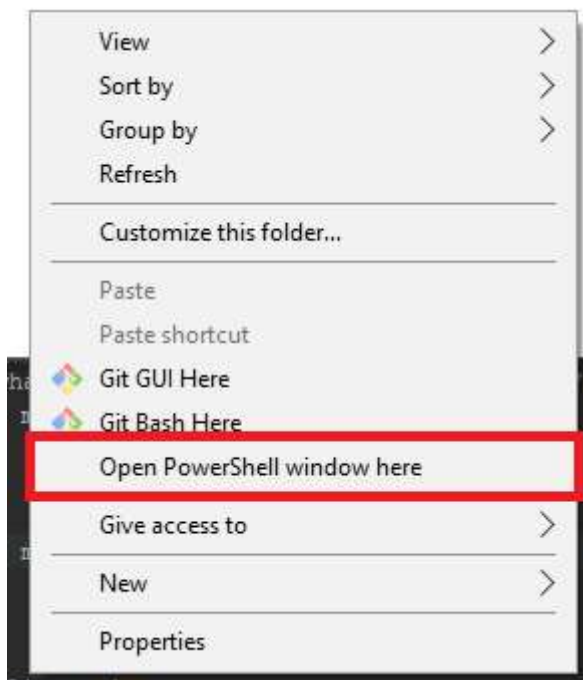 View
Sort by
Group by
Refresh
Customize this folder...
Paste
Paste shortcut
Git GUI Here
Git Bash Here
Open PowerShell window here
Give access to
New
Properties